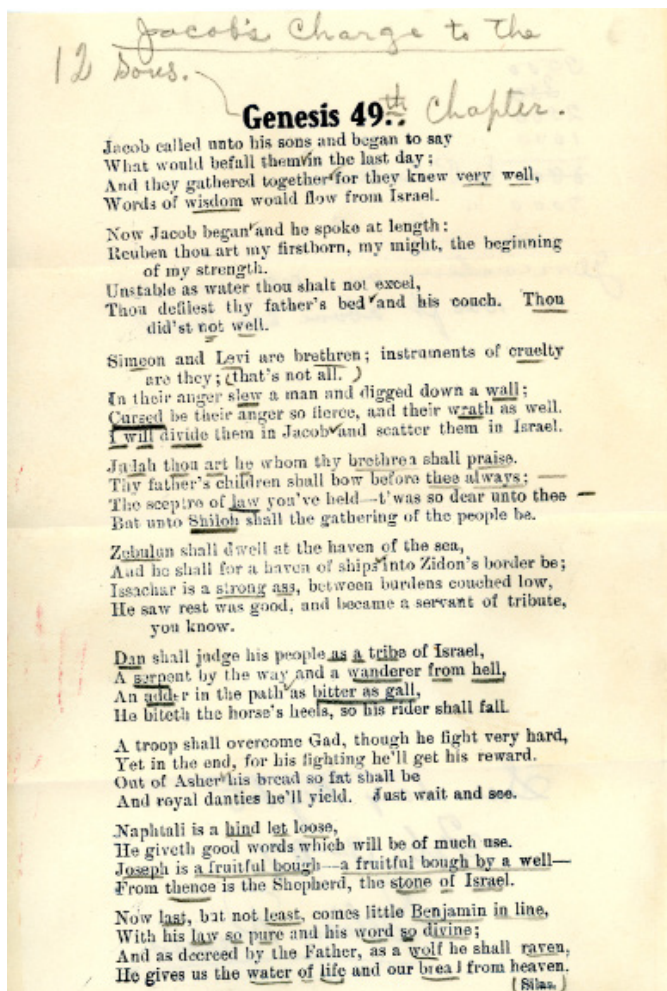 Jacob's Charge to The
12 Sons.
Genesis 49th Chapter.
Jacob called unto his sons and began to say
What would befall them in the last day;
And they gathered together for they knew very well,
Words of wisdom would flow from Israel.
Now Jacob began and he spoke at length:
Reuben thou art my firstborn, my might, the beginning
of my strength.
Unstable as water thou shalt not excel,
Thou defilest thy father's bed and his couch. Thou
did'st not well.
Simeon and Levi are brethren; instruments of cruelty
are they; (that's not all. )
In their anger slew a man and digged down a wall;
Cursed be their anger so fierce, and their wrath as well.
I will divide them in Jacob and scatter them in Israel.
Judah thou art he whom thy brethren shall praise.
Thy father's children shall bow before thee always; —
The sceptre of law you've held—t'was so dear unto thee —
But unto Shiloh shall the gathering of the people be.
Zebulun shall dwell at the haven of the sea,
And he shall for a haven of ships into Zidon's border be;
Issachar is a strong ass, between burdens couched low,
He saw rest was good, and became a servant of tribute,
you know.
Dan shall judge his people as a tribe of Israel,
A serpent by the way and a wanderer from hell,
An adder in the path as bitter as gall,
He biteth the horse's heels, so his rider shall fall.
A troop shall overcome Gad, though he fight very hard,
Yet in the end, for his fighting he'll get his reward.
Out of Asher his bread so fat shall be
And royal danties he'll yield. Just wait and see.
Naphtali is a hind let loose,
He giveth good words which will be of much use.
Joseph is a fruitful bough—a fruitful bough by a well—
From thence is the Shepherd, the stone of Israel.
Now last, but not least, comes little Benjamin in line,
With his law so pure and his word so divine;
And as decreed by the Father, as a wolf he shall raven,
He gives us the water of life and our bread from heaven.
(Silas.)